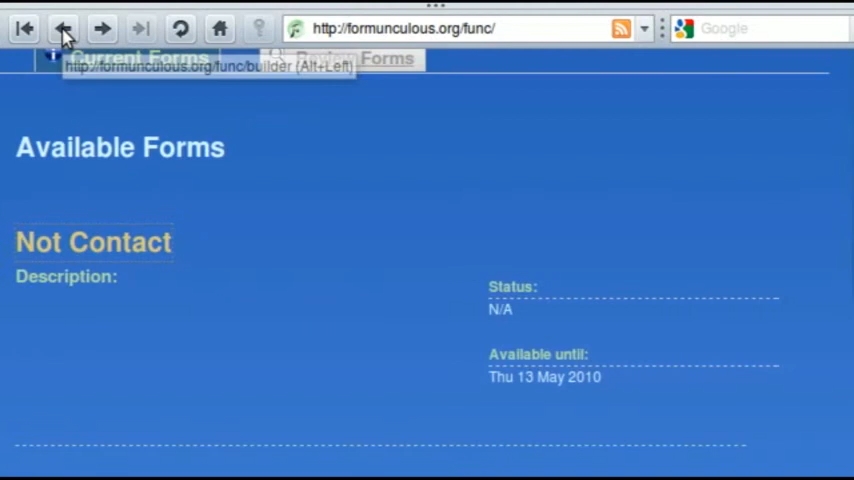 http://formunculous.org/func/
Google
Current Forms
Review Forms
http://formunculous.org/func/builder (Alt+Left)
Available Forms
Not Contact
Description:
Status:
N/A
Available until:
Thu 13 May 2010